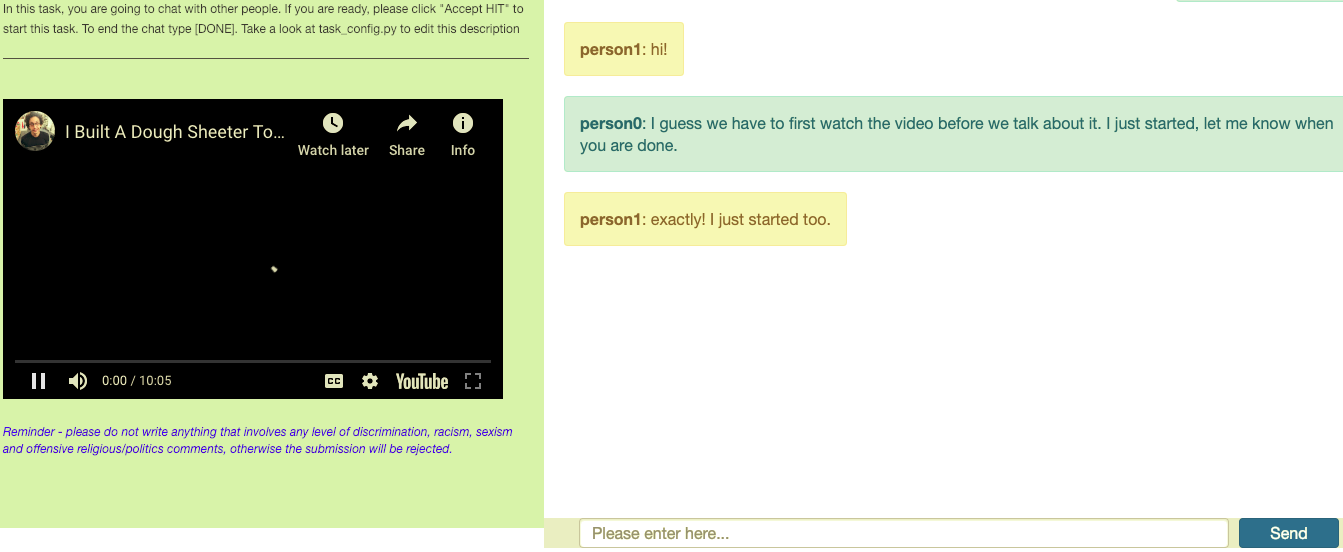 In this task, you are going to chat with other people. If you are ready, please click "Accept HIT" to
start this task. To end the chat type [DONE]. Take a look at task_config.py to edit this description
I Built A Dough Sheeter To...
Watch later
Share
Info
0:00 / 10:05
CC
YouTube
Reminder - please do not write anything that involves any level of discrimination, racism, sexism
and offensive religious/politics comments, otherwise the submission will be rejected.
person1: hi!
person0: I guess we have to first watch the video before we talk about it. I just started, let me know when
you are done.
person1: exactly! I just started too.
Please enter here...
Send